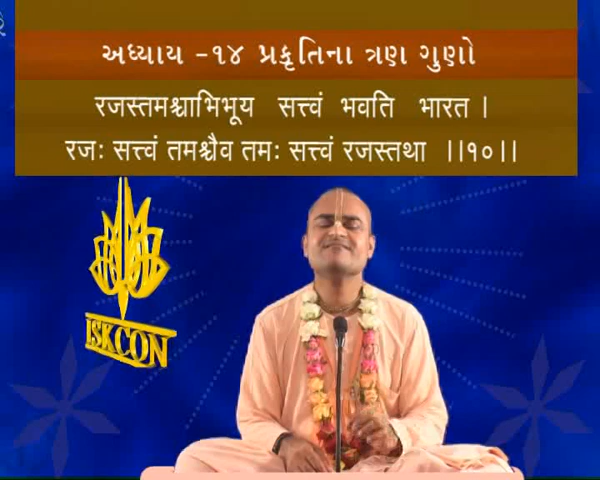 અધ્યાય -૧૪ પ્રકૃતિના ત્રણ ગુણો
रजस्तमश्चाभिभूय सत्त्वं भवति भारत ।
रजः सत्त्वं तमश्चैव तमः सत्त्वं रजस्तथा ।।१०।।
ISKCON